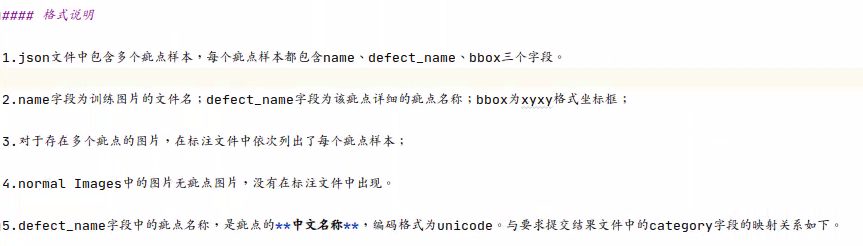 #### 格式说明
1.json文件中包含多个疵点样本，每个疵点样本都包含name、defect_name、bbox三个字段。
2.name字段为训练图片的文件名；defect_name字段为该疵点详细的疵点名称；bbox为xyxy格式坐标框；
3.对于存在多个疵点的图片，在标注文件中依次列出了每个疵点样本；
4.normal Images中的图片无疵点图片，没有在标注文件中出现。
5.defect_name字段中的疵点名称，是疵点的**中文名称**，编码格式为unicode。与要求提交结果文件中的category字段的映射关系如下。